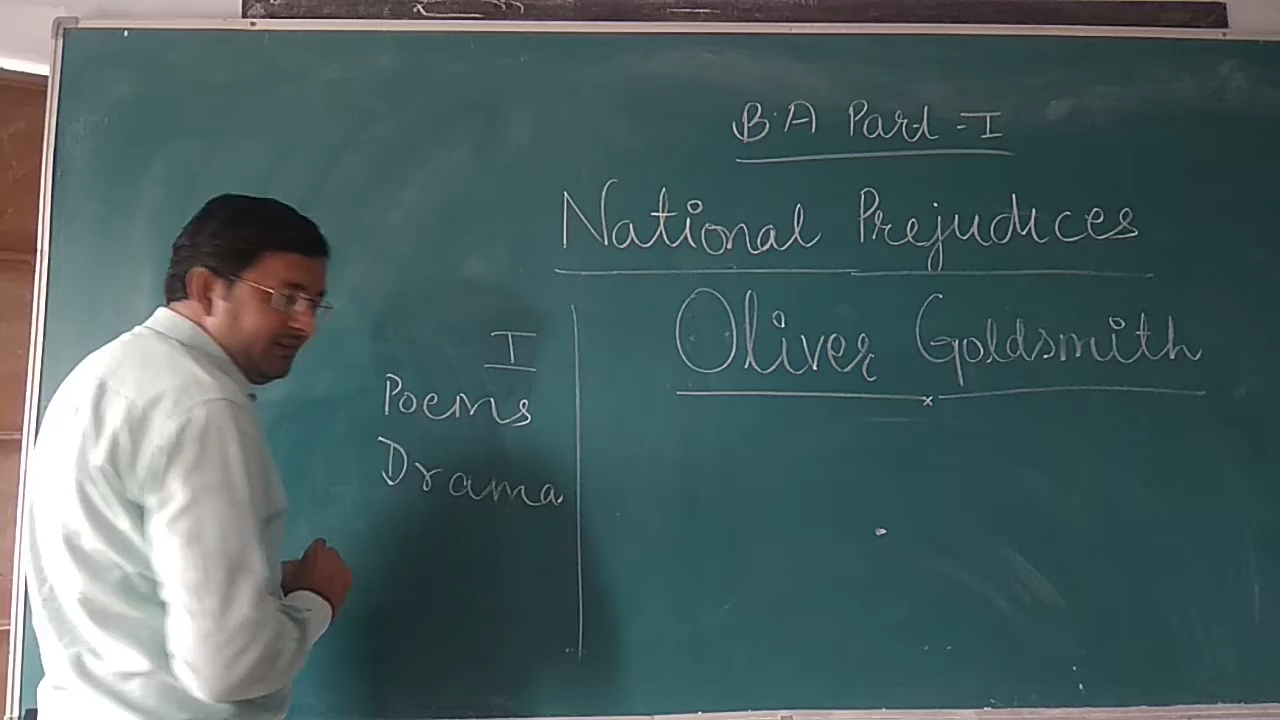 B.A Part-I
National Prejudices
Oliver Goldsmith
I
Poems
Drama